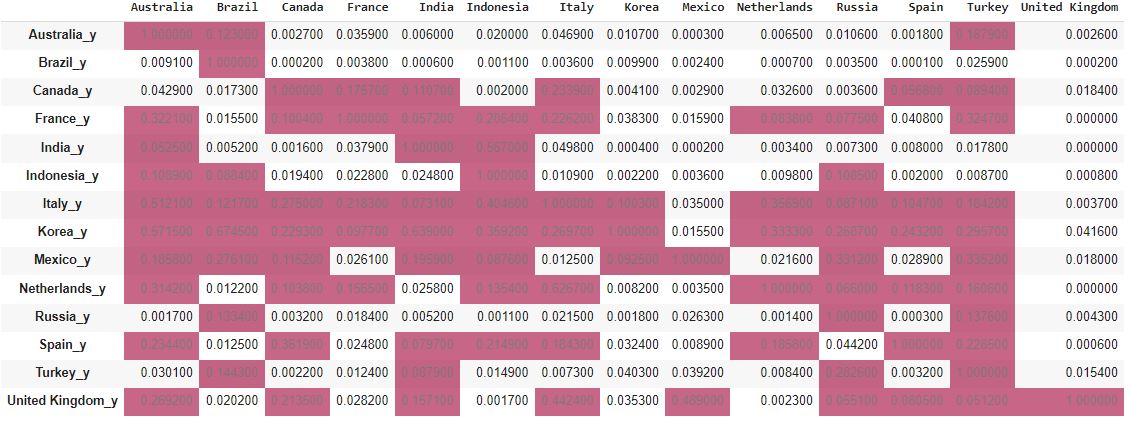 Australia Brazil Canada France India Indonesia Italy Korea Mexico Netherlands Russia Spain Turkey United Kingdom
Australia_y 1.000000 0.123000 0.002700 0.035900 0.006000 0.020000 0.046900 0.010700 0.000300 0.006500 0.010600 0.001800 0.187900 0.002600
Brazil_y 0.009100 1.000000 0.000200 0.003800 0.000600 0.001100 0.003600 0.009900 0.002400 0.000700 0.003500 0.000100 0.025900 0.000200
Canada_y 0.042900 0.017300 1.000000 0.175700 0.110700 0.002000 0.233900 0.004100 0.002900 0.032600 0.003600 0.056800 0.089400 0.018400
France_y 0.322100 0.015500 0.100400 1.000000 0.057200 0.206400 0.226200 0.038300 0.015900 0.083800 0.077500 0.040800 0.324700 0.000000
India_y 0.052500 0.005200 0.001600 0.037900 1.000000 0.567000 0.049800 0.000400 0.000200 0.003400 0.007300 0.008000 0.017800 0.000000
Indonesia_y 0.108900 0.088400 0.019400 0.022800 0.024800 1.000000 0.010900 0.002200 0.003600 0.009800 0.108500 0.002000 0.008700 0.000800
Italy_y 0.512100 0.121700 0.275000 0.218300 0.073100 0.404600 1.000000 0.100300 0.035000 0.356900 0.087100 0.104700 0.184200 0.003700
Korea_y 0.571500 0.674500 0.229300 0.097700 0.639000 0.359200 0.269700 1.000000 0.015500 0.333300 0.268700 0.243200 0.295700 0.041600
Mexico_y 0.185800 0.276100 0.115200 0.026100 0.195900 0.087600 0.012500 0.092500 1.000000 0.021600 0.331200 0.028900 0.335200 0.018000
Netherlands_y 0.314200 0.012200 0.103800 0.156500 0.025800 0.135400 0.626700 0.008200 0.003500 1.000000 0.066000 0.118300 0.160600 0.000000
Russia_y 0.001700 0.133400 0.003200 0.018400 0.005200 0.001100 0.021500 0.001800 0.026300 0.001400 1.000000 0.000300 0.137600 0.004300
Spain_y 0.234400 0.012500 0.361900 0.024800 0.079700 0.214900 0.184300 0.032400 0.008900 0.185800 0.044200 1.000000 0.226500 0.000600
Turkey_y 0.030100 0.144300 0.002200 0.012400 0.087900 0.014900 0.007300 0.040300 0.039200 0.008400 0.282600 0.003200 1.000000 0.015400
United Kingdom_y 0.269200 0.020200 0.213500 0.028200 0.157100 0.001700 0.442400 0.035300 0.489000 0.002300 0.055100 0.080500 0.051200 1.000000